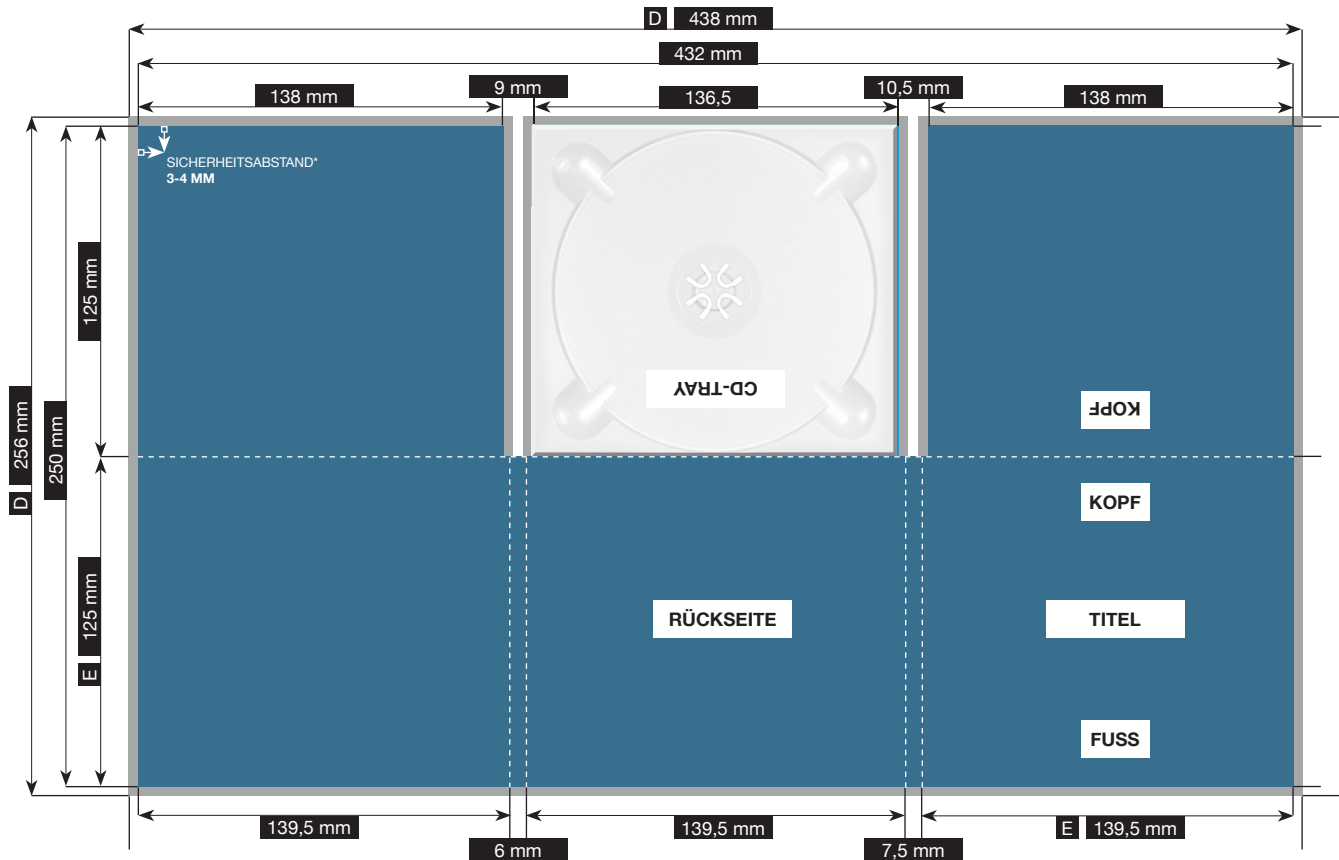 D 438 mm
432 mm
9 mm
10,5 mm
138 mm
136,5
138 mm
SICHERHEITSABSTAND*
3-4 MM
125 mm
CD-TRAY
KOPF
D 256 mm
250 mm
KOPF
E 125 mm
RÜCKSEITE
TITEL
FUSS
139,5 mm
139,5 mm
E 139,5 mm
6 mm
7,5 mm